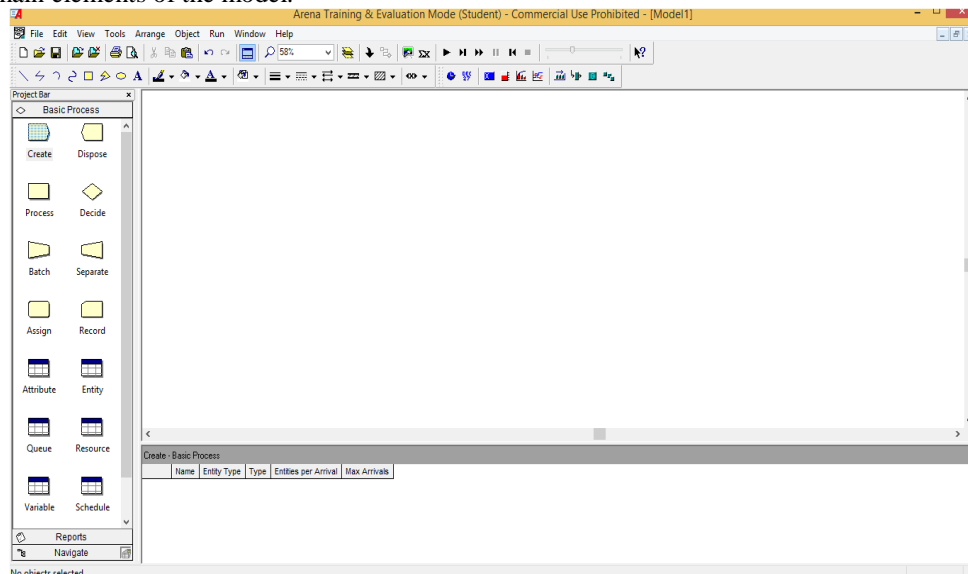 main elements of the model.
Arena Training & Evaluation Mode (Student) - Commercial Use Prohibited - [Model1]
File Edit View Tools Arrange Object Run Window Help
58%
Project Bar
Basic Process
Create Dispose
Process Decide
Batch Separate
Assign Record
Attribute Entity
Queue Resource
Variable Schedule
Reports
Navigate
Create - Basic Process
Name Entity Type Type Entities per Arrival Max Arrivals
No objects selected